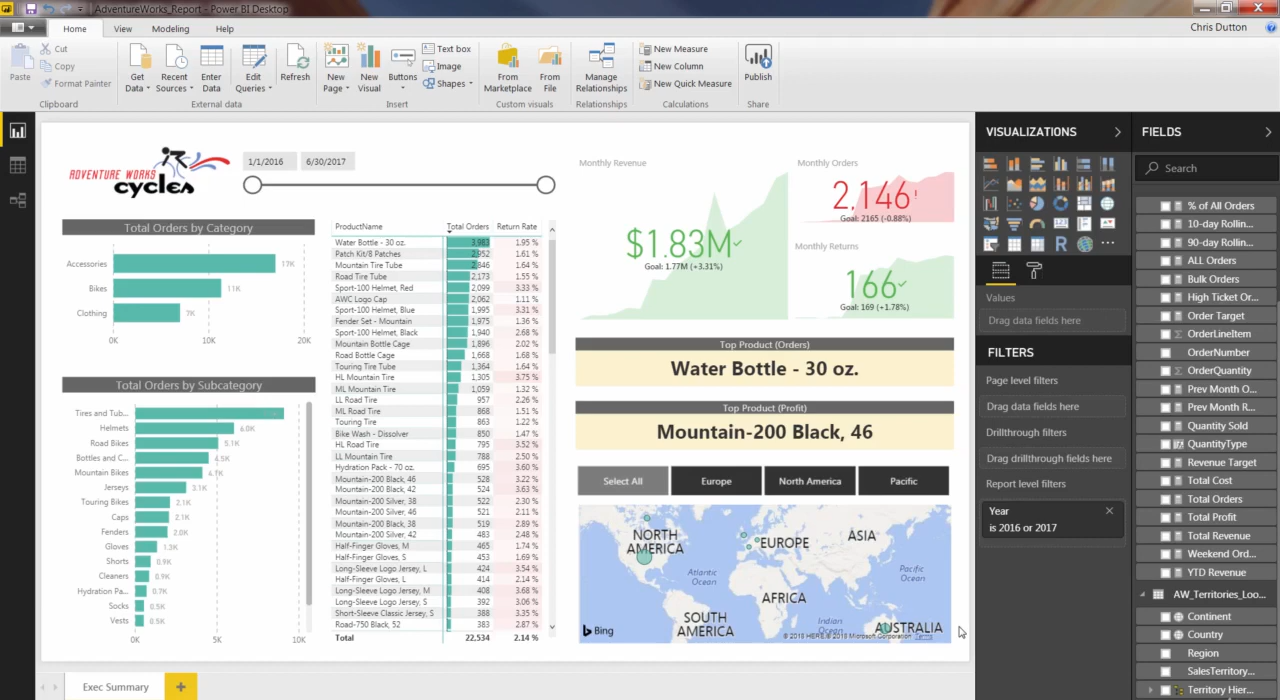 AdventureWorks_Report - Power BI Desktop
Home View Modeling Help
Chris Dutton
Paste
Cut
Copy
Format Painter
Clipboard
Get Data
Recent Sources
Enter Data
Edit Queries
Refresh
External data
New Page
New Visual
Buttons
Text box
Image
Shapes
Insert
From Marketplace
From File
Custom visuals
Manage Relationships
Relationships
New Measure
New Column
New Quick Measure
Calculations
Publish
Share
ADVENTURE WORKS
cycles
1/1/2016 6/30/2017
Total Orders by Category
Accessories 17K
Bikes 11K
Clothing 7K
0K 10K 20K
Total Orders by Subcategory
Tires and Tub...
Helmets 6.0K
Road Bikes 5.1K
Bottles and C... 4.5K
Mountain Bikes
Jerseys 3.1K
Touring Bikes 2.1K
Caps 2.1K
Fenders 2.0K
Gloves 1.3K
Shorts 0.9K
Cleaners 0.9K
Hydration Pa... 0.7K
Socks 0.5K
Vests 0.5K
0K 5K 10K
ProductName Total Orders Return Rate
Water Bottle - 30 oz. 3,983 1.95 %
Patch Kit/8 Patches 2,952 1.61 %
Mountain Tire Tube 2,846 1.64 %
Road Tire Tube 2,173 1.55 %
Sport-100 Helmet, Red 2,099 3.33 %
AWC Logo Cap 2,062 1.11 %
Sport-100 Helmet, Blue 1,995 3.31 %
Fender Set - Mountain 1,975 1.36 %
Sport-100 Helmet, Black 1,940 2.68 %
Mountain Bottle Cage 1,896 2.02 %
Road Bottle Cage 1,668 1.68 %
Touring Tire Tube 1,364 1.64 %
HL Mountain Tire 1,305 3.75 %
ML Mountain Tire 1,059 1.32 %
LL Road Tire 957 2.26 %
ML Road Tire 868 1.51 %
Touring Tire 863 1.22 %
Bike Wash - Dissolver 850 1.47 %
HL Road Tire 795 3.52 %
LL Mountain Tire 788 2.50 %
Hydration Pack - 70 oz. 695 3.60 %
Mountain-200 Black, 46 528 3.22 %
Mountain-200 Black, 42 524 3.63 %
Mountain-200 Silver, 38 522 2.30 %
Mountain-200 Silver, 46 521 2.11 %
Mountain-200 Black, 38 519 2.89 %
Mountain-200 Silver, 42 483 2.48 %
Half-Finger Gloves, M 465 1.74 %
Half-Finger Gloves, S 453 1.69 %
Long-Sleeve Logo Jersey, L 424 3.54 %
Half-Finger Gloves, L 414 2.14 %
Long-Sleeve Logo Jersey, M 408 3.68 %
Long-Sleeve Logo Jersey, S 392 3.06 %
Short-Sleeve Classic Jersey, S 388 3.35 %
Road-750 Black, 52 383 2.87 %
Total 22,534 2.14 %
Monthly Revenue
$1.83M
Goal: 1.77M (+3.31%)
Monthly Orders
2,146!
Goal: 2165 (-0.88%)
Monthly Returns
166
Goal: 169 (+1.78%)
Top Product (Orders)
Water Bottle - 30 oz.
Top Product (Profit)
Mountain-200 Black, 46
Select All Europe North America Pacific
NORTH AMERICA
EUROPE
ASIA
Atlantic Ocean
Pacific Ocean
AFRICA
SOUTH AMERICA
Indian Ocean
AUSTRALIA
Bing
© 2018 HERE © 2018 Microsoft Corporation Terms
Exec Summary
VISUALIZATIONS
R
Values
Drag data fields here
FILTERS
Page level filters
Drag data fields here
Drillthrough filters
Drag drillthrough fields here
Report level filters
Year
is 2016 or 2017
FIELDS
Search
% of All Orders
10-day Rollin...
90-day Rollin...
ALL Orders
Bulk Orders
High Ticket Or...
Order Target
OrderLineItem
OrderNumber
OrderQuantity
Prev Month O...
Prev Month R...
Quantity Sold
QuantityType
Revenue Target
Total Cost
Total Orders
Total Profit
Total Revenue
Weekend Ord...
YTD Revenue
AW_Territories_Loo...
Continent
Country
Region
SalesTerritory...
Territory Hier...